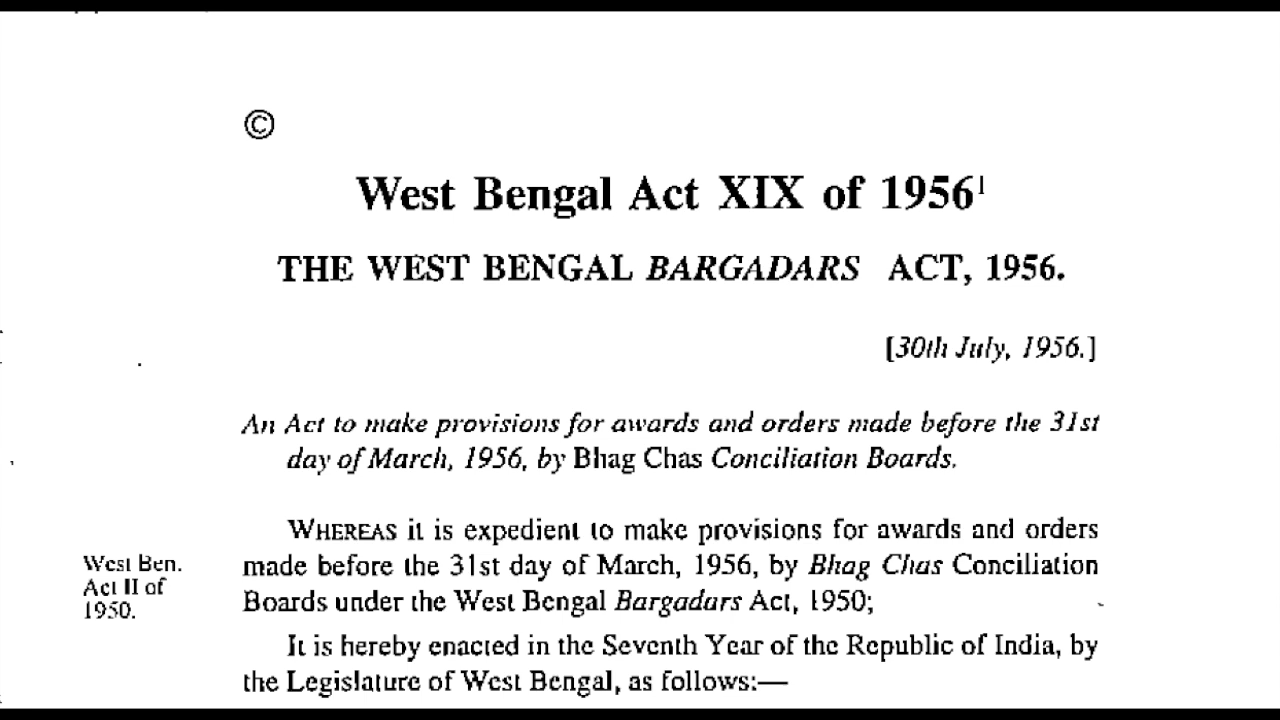 ©
West Bengal Act XIX of 1956¹
THE WEST BENGAL BARGADARS ACT, 1956.
[30th July, 1956.]
An Act to make provisions for awards and orders made before the 31st
day of March, 1956, by Bhag Chas Conciliation Boards.
WHEREAS it is expedient to make provisions for awards and orders
made before the 31st day of March, 1956, by Bhag Chas Conciliation
Boards under the West Bengal Bargadars Act, 1950;
West Ben.
Act II of
1950.
It is hereby enacted in the Seventh Year of the Republic of India, by
the Legislature of West Bengal, as follows:—